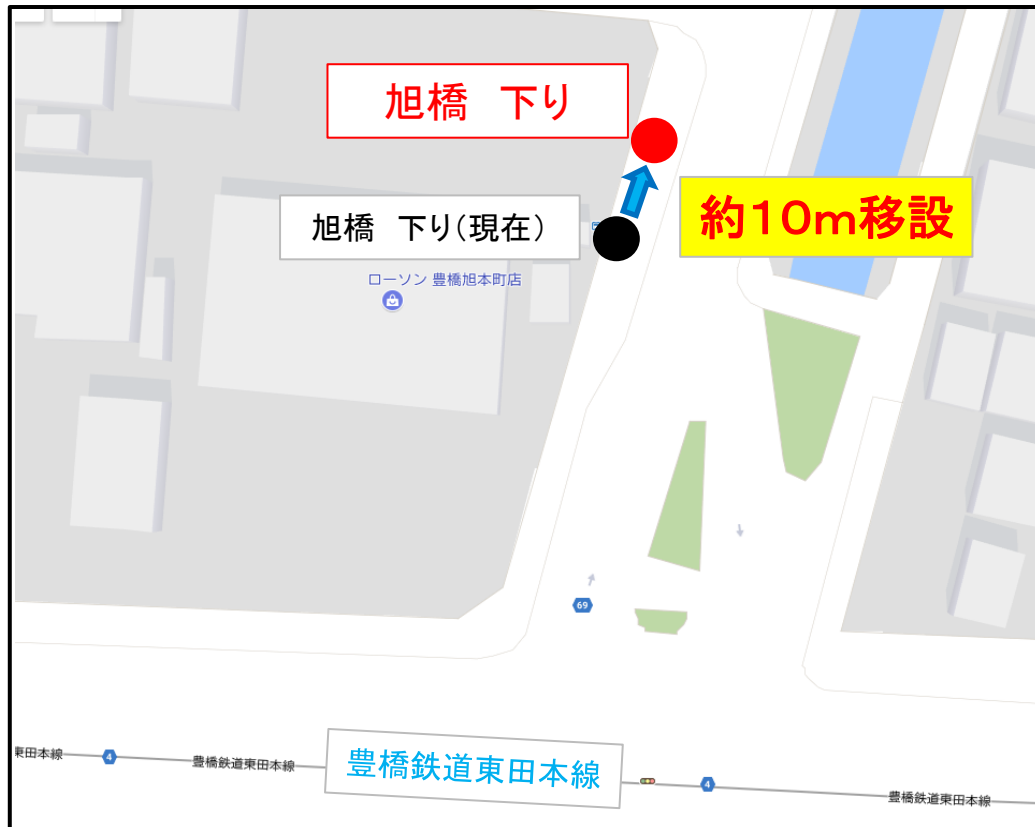 旭橋　下り
旭橋　下り（現在）
約10m移設
ローソン 豊橋旭本町店
69
東田本線
4
豊橋鉄道東田本線
豊橋鉄道東田本線
4
豊橋鉄道東田本線